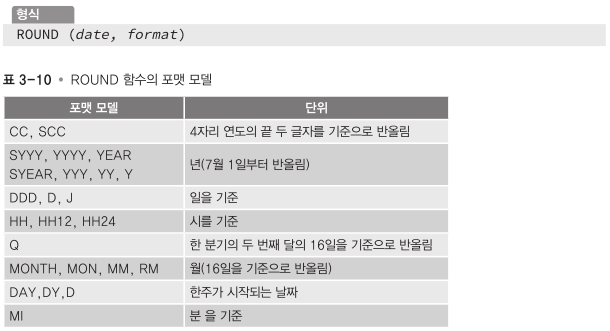 형식
ROUND (date, format)
표 3-10 • ROUND 함수의 포맷 모델
포맷 모델 단위
CC, SCC 4자리 연도의 끝 두 글자를 기준으로 반올림
SYYY, YYYY, YEAR
SYEAR, YYY, YY, Y 년(7월 1일부터 반올림)
DDD, D, J 일을 기준
HH, HH12, HH24 시를 기준
Q 한 분기의 두 번째 달의 16일을 기준으로 반올림
MONTH, MON, MM, RM 월(16일을 기준으로 반올림)
DAY,DY,D 한주가 시작되는 날짜
MI 분 을 기준